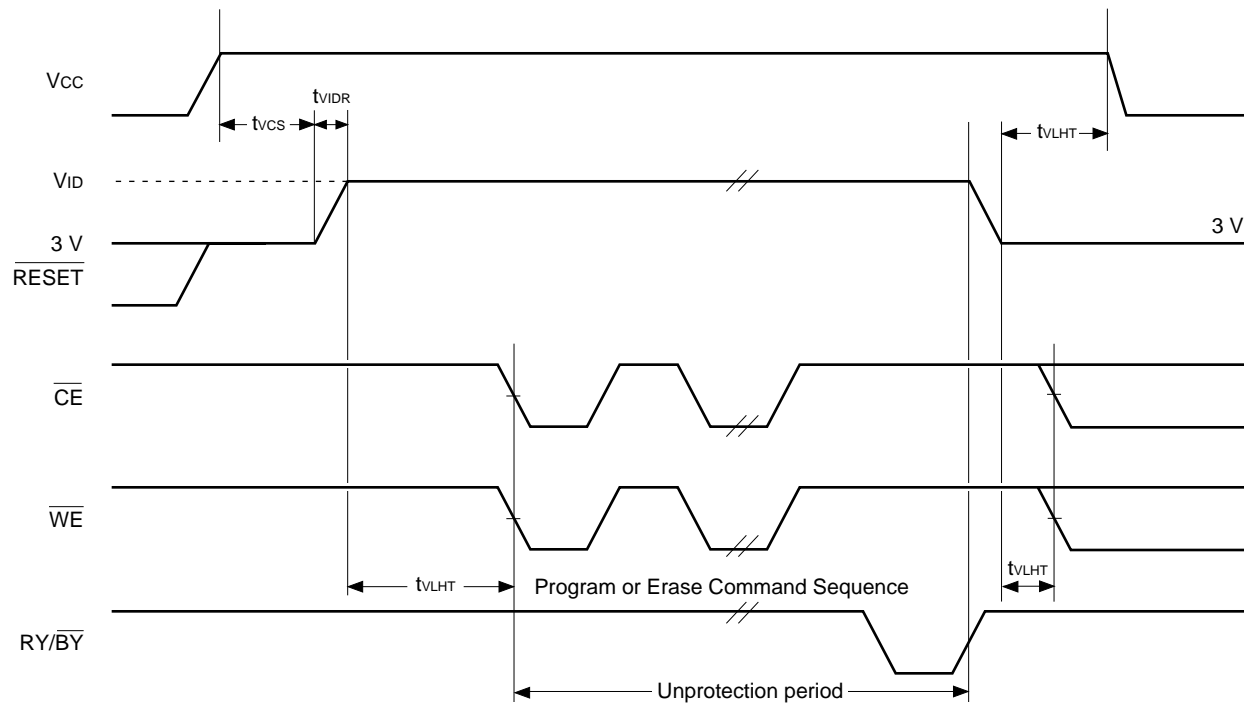 VCC
tVIDR
tVCS
tVLHT
VID
3 V
3 V
RESET
CE
WE
tVLHT
Program or Erase Command Sequence
tVLHT
RY/BY
Unprotection period